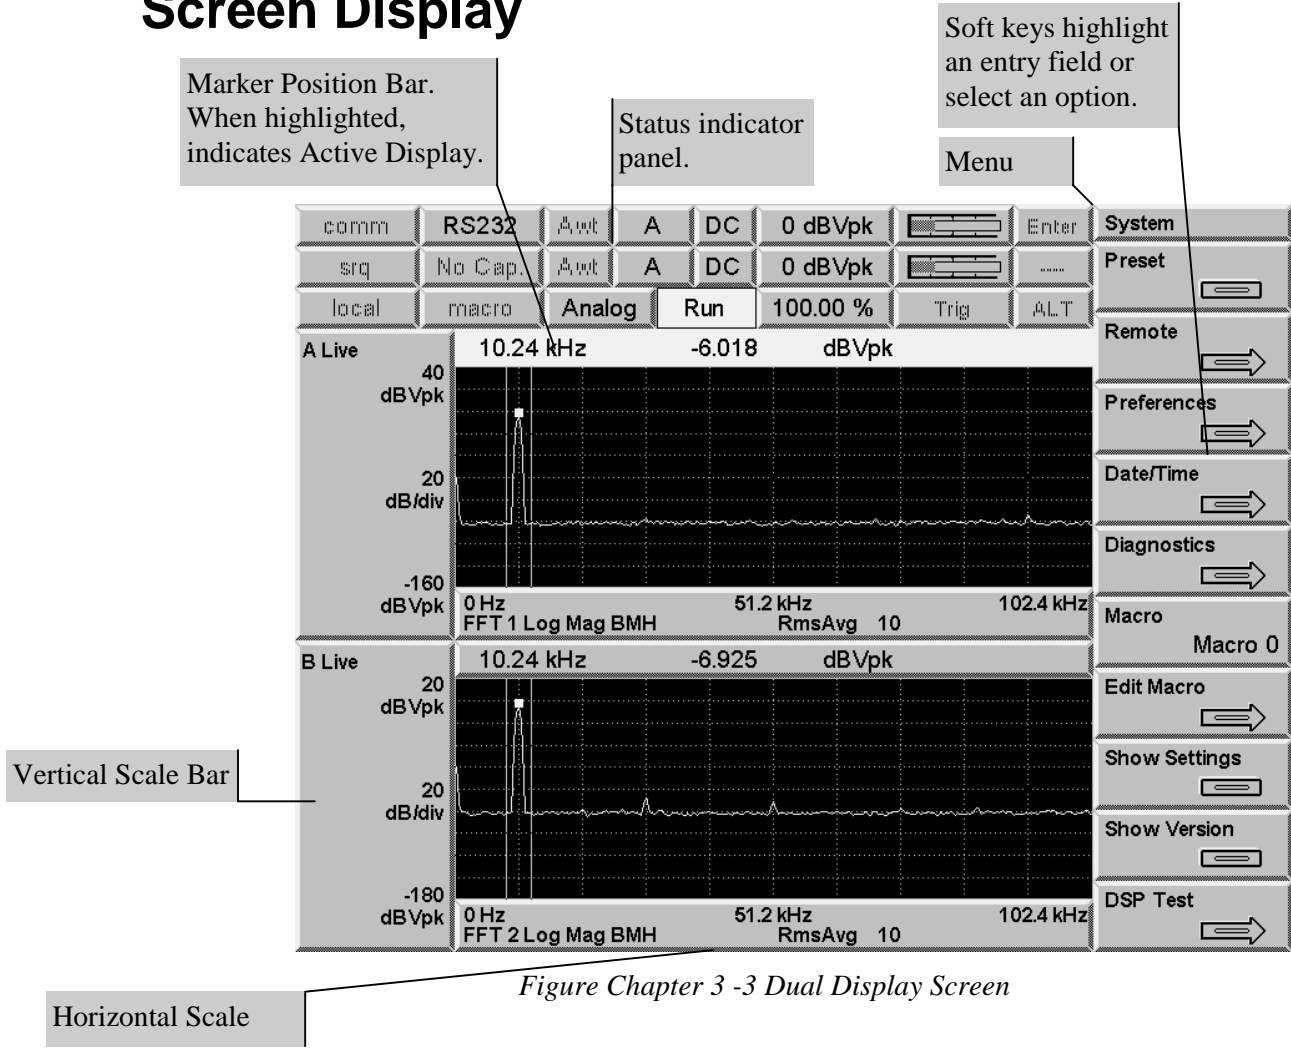 Screen Display
Marker Position Bar.
When highlighted,
indicates Active Display.
Status indicator
panel.
Soft keys highlight
an entry field or
select an option.
Menu
comm RS232 Awt A DC 0 dBVpk Enter
srq No Cap. Awt A DC 0 dBVpk ----
local macro Analog Run 100.00 % Trig ALT
System
Preset
Remote
Preferences
Date/Time
Diagnostics
Macro
Macro 0
Edit Macro
Show Settings
Show Version
DSP Test
A Live
10.24 kHz -6.018 dBVpk
40
dBVpk
20
dB/div
-160
dBVpk
0 Hz 51.2 kHz 102.4 kHz
FFT 1 Log Mag BMH RmsAvg 10
B Live
10.24 kHz -6.925 dBVpk
20
dBVpk
20
dB/div
-180
dBVpk
0 Hz 51.2 kHz 102.4 kHz
FFT 2 Log Mag BMH RmsAvg 10
Vertical Scale Bar
Horizontal Scale
Figure Chapter 3 -3 Dual Display Screen